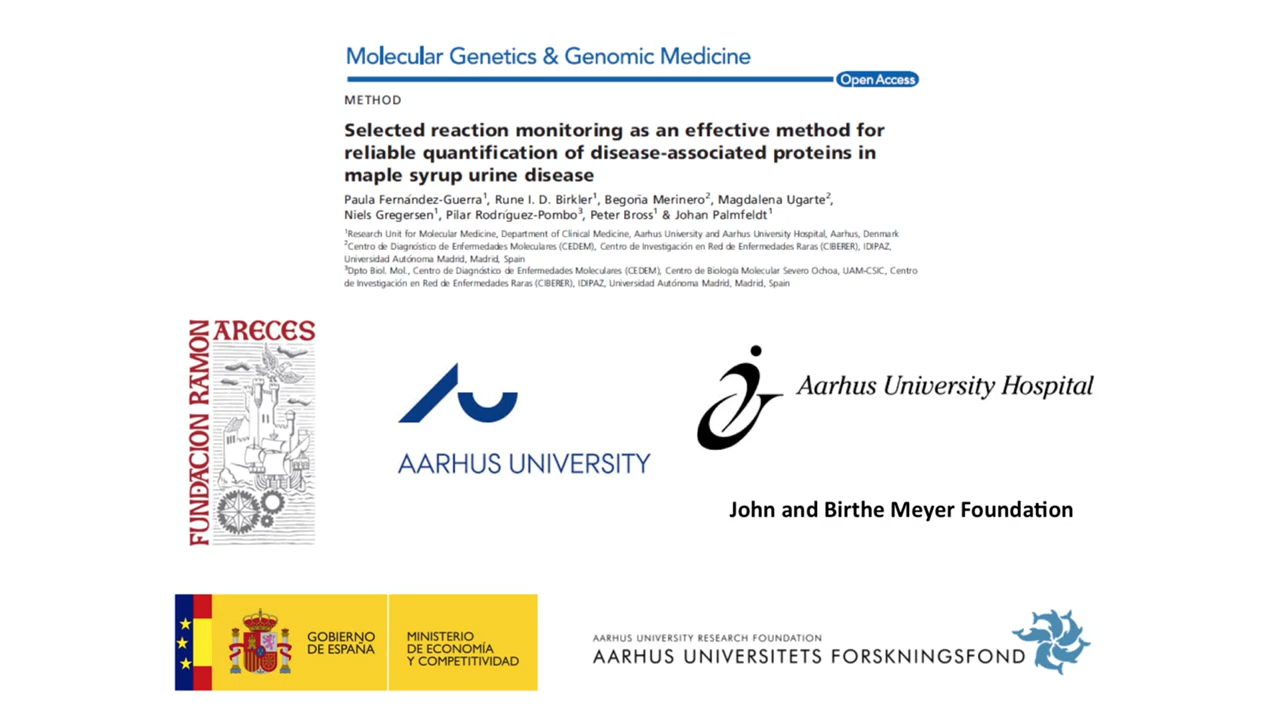 Molecular Genetics & Genomic Medicine
Open Access
METHOD
Selected reaction monitoring as an effective method for
reliable quantification of disease-associated proteins in
maple syrup urine disease
Paula Fernández-Guerra1, Rune I. D. Birkler1, Begoña Merinero2, Magdalena Ugarte2,
Niels Gregersen1, Pilar Rodríguez-Pombo3, Peter Bross1 & Johan Palmfeldt1
1Research Unit for Molecular Medicine, Department of Clinical Medicine, Aarhus University and Aarhus University Hospital, Aarhus, Denmark
2Centro de Diagnóstico de Enfermedades Moleculares (CEDEM), Centro de Investigación en Red de Enfermedades Raras (CIBERER), IDIPAZ,
Universidad Autónoma Madrid, Madrid, Spain
3Dpto Biol. Mol., Centro de Diagnóstico de Enfermedades Moleculares (CEDEM), Centro de Biología Molecular Severo Ochoa, UAM-CSIC, Centro
de Investigación en Red de Enfermedades Raras (CIBERER), IDIPAZ, Universidad Autónoma Madrid, Madrid, Spain
FUNDACION RAMON
ARECES
AARHUS UNIVERSITY
Aarhus University Hospital
John and Birthe Meyer Foundation
GOBIERNO
DE ESPAÑA
MINISTERIO
DE ECONOMÍA
Y COMPETITIVIDAD
AARHUS UNIVERSITY RESEARCH FOUNDATION
AARHUS UNIVERSITETS FORSKNINGSFOND